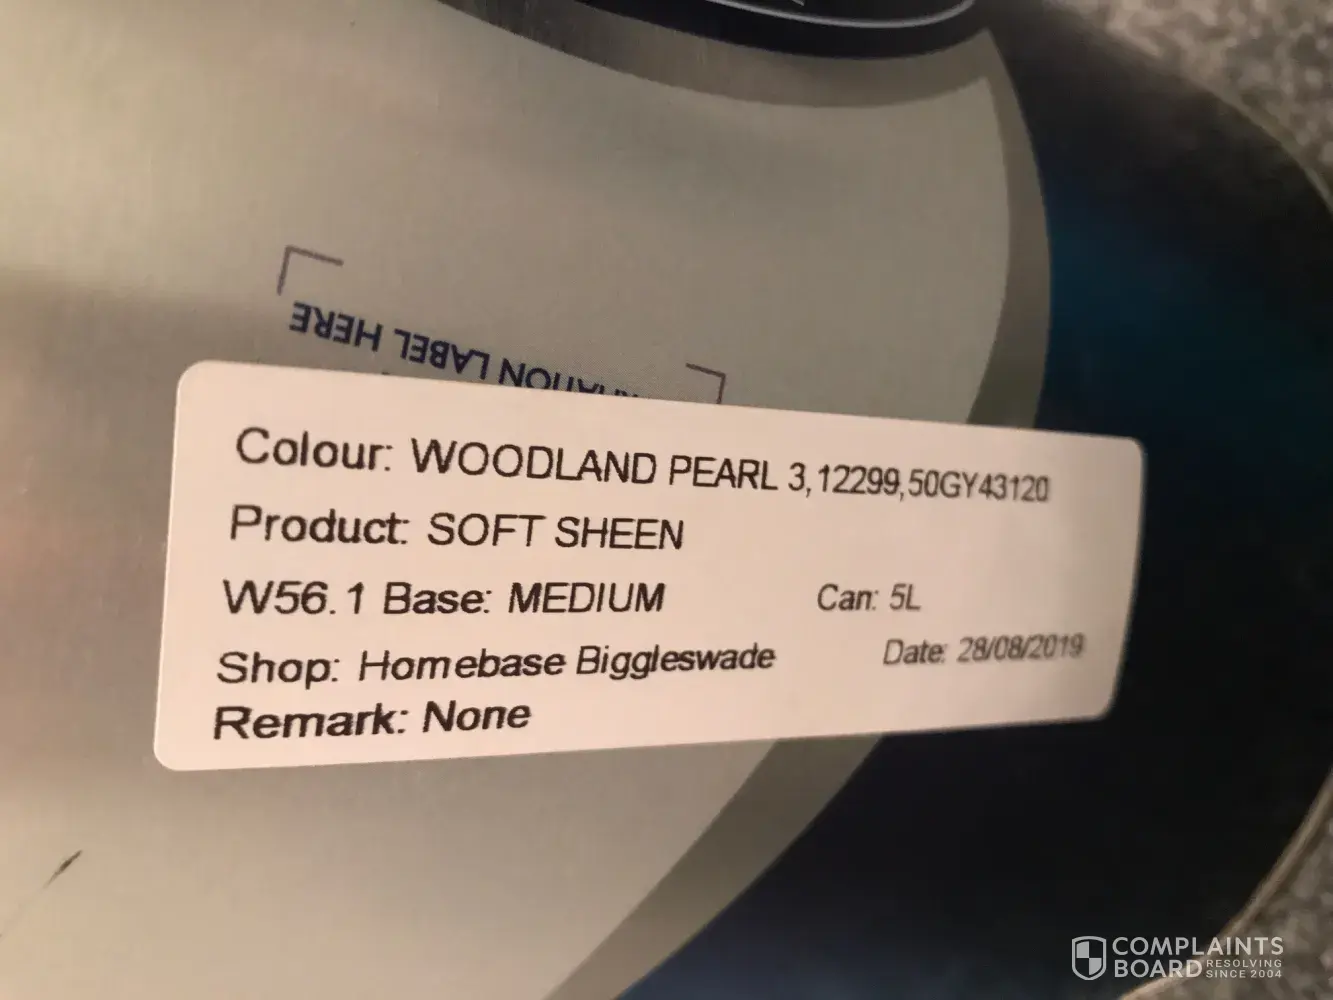 LABEL HERE
Colour: WOODLAND PEARL 3,12299,50GY43120
Product: SOFT SHEEN
W56.1 Base: MEDIUM Can: 5L
Shop: Homebase Biggleswade Date: 28/08/2019
Remark: None
COMPLAINTS
BOARD RESOLVING
SINCE 2004